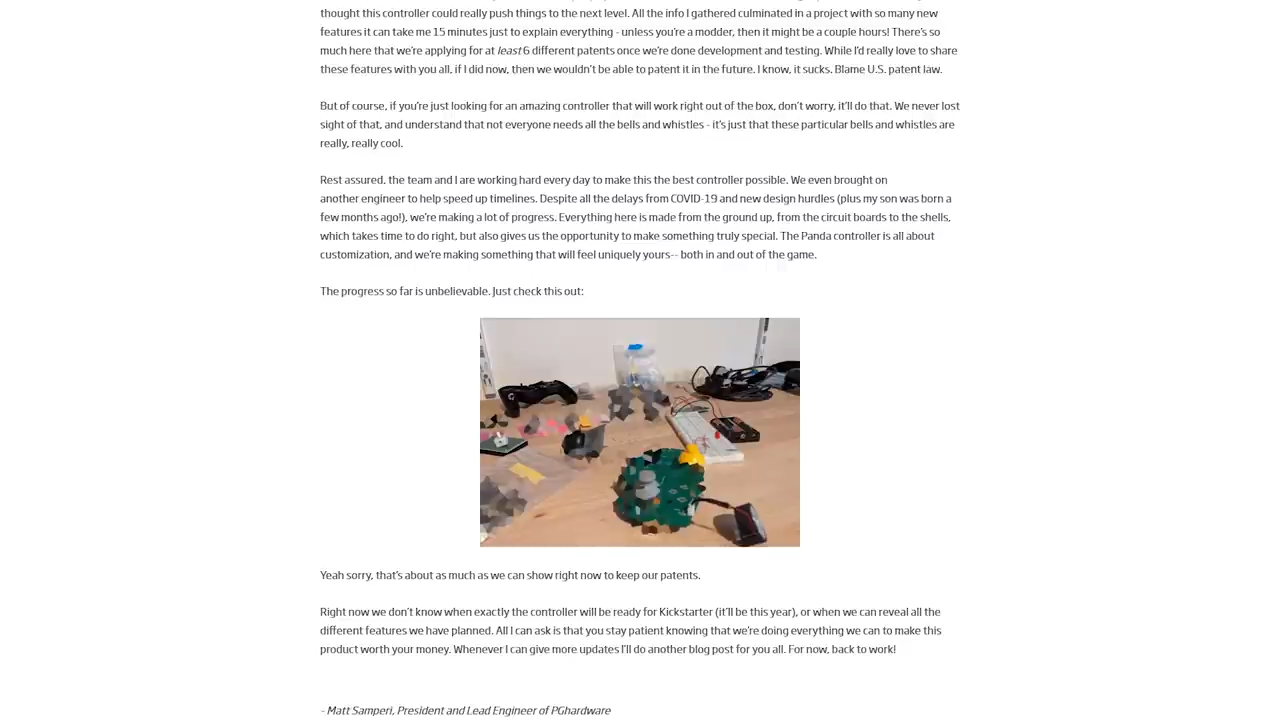 thought this controller could really push things to the next level. All the info I gathered culminated in a project with so many new
features it can take me 15 minutes just to explain everything - unless you're a modder, then it might be a couple hours! There's so
much here that we're applying for at least 6 different patents once we're done development and testing. While I'd really love to share
these features with you all, if I did now, then we wouldn't be able to patent it in the future. I know, it sucks. Blame U.S. patent law.
But of course, if you're just looking for an amazing controller that will work right out of the box, don't worry, it'll do that. We never lost
sight of that, and understand that not everyone needs all the bells and whistles - it's just that these particular bells and whistles are
really, really cool.
Rest assured, the team and I are working hard every day to make this the best controller possible. We even brought on
another engineer to help speed up timelines. Despite all the delays from COVID-19 and new design hurdles (plus my son was born a
few months ago!), we're making a lot of progress. Everything here is made from the ground up, from the circuit boards to the shells,
which takes time to do right, but also gives us the opportunity to make something truly special. The Panda controller is all about
customization, and we're making something that will feel uniquely yours-- both in and out of the game.
The progress so far is unbelievable. Just check this out:
Yeah sorry, that's about as much as we can show right now to keep our patents.
Right now we don't know when exactly the controller will be ready for Kickstarter (it'll be this year), or when we can reveal all the
different features we have planned. All I can ask is that you stay patient knowing that we're doing everything we can to make this
product worth your money. Whenever I can give more updates I'll do another blog post for you all. For now, back to work!
- Matt Samperi, President and Lead Engineer of PGhardware